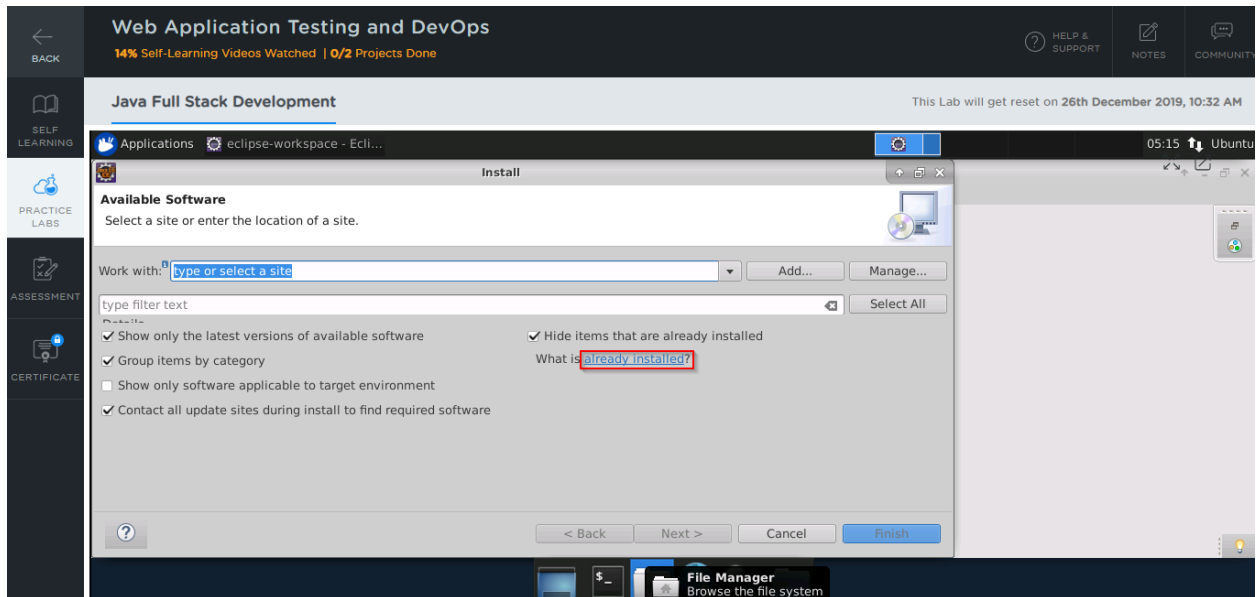 BACK
Web Application Testing and DevOps
14% Self-Learning Videos Watched | 0/2 Projects Done
HELP & SUPPORT
NOTES
COMMUNITY
SELF LEARNING
PRACTICE LABS
ASSESSMENT
CERTIFICATE
Java Full Stack Development
This Lab will get reset on 26th December 2019, 10:32 AM
Applications
eclipse-workspace - Ecli...
05:15
Ubuntu
Install
Available Software
Select a site or enter the location of a site.
Work with:
type or select a site
Add...
Manage...
type filter text
Select All
Details
Show only the latest versions of available software
Hide items that are already installed
Group items by category
What is already installed?
Show only software applicable to target environment
Contact all update sites during install to find required software
?
< Back
Next >
Cancel
Finish
$_
File Manager
Browse the file system